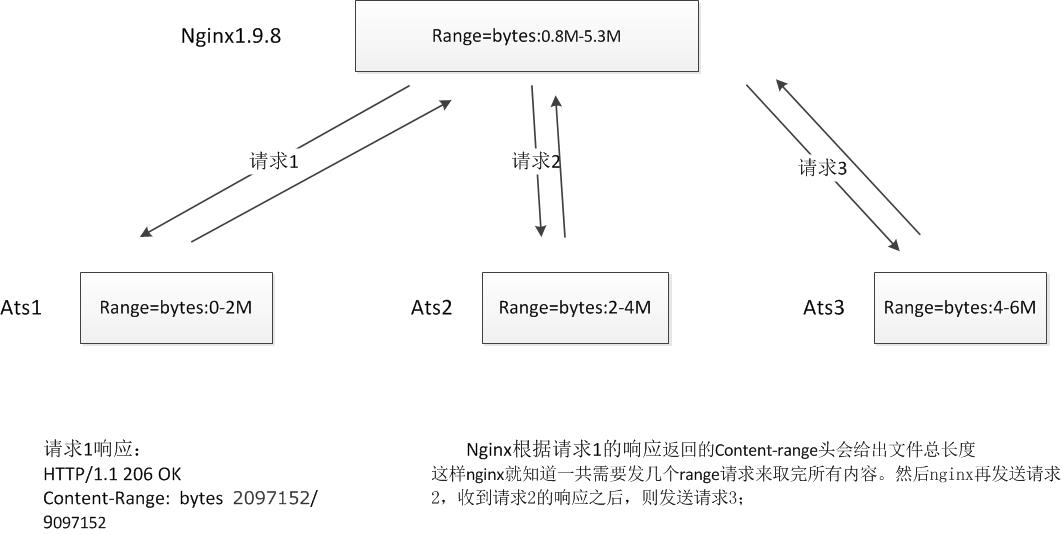 Nginx1.9.8
Range=bytes:0.8M-5.3M
请求1
请求2
请求3
Ats1
Range=bytes:0-2M
Ats2
Range=bytes:2-4M
Ats3
Range=bytes:4-6M
请求1响应：
HTTP/1.1 206 OK
Content-Range: bytes 2097152/
9097152
Nginx根据请求1的响应返回的Content-range头会给出文件总长度
这样nginx就知道一共需要发几个range请求来取完所有内容。然后nginx再发送请求
2，收到请求2的响应之后，则发送请求3；